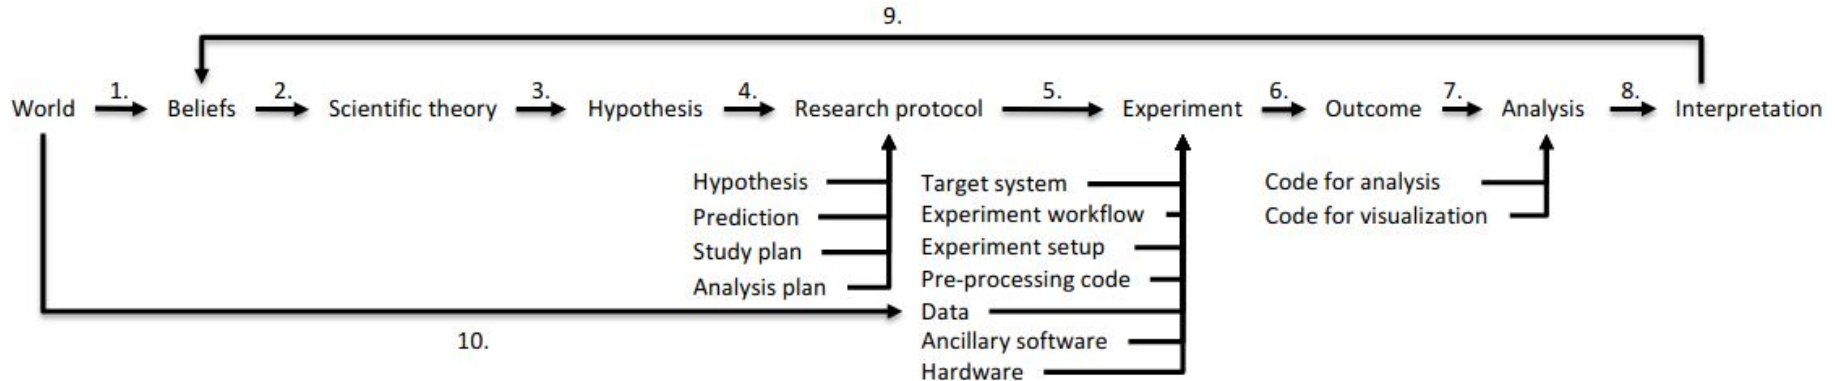 9.
1. 2. 3. 4. 5. 6. 7. 8.
World Beliefs Scientific theory Hypothesis Research protocol Experiment Outcome Analysis Interpretation
Hypothesis
Prediction
Study plan
Analysis plan
Target system
Experiment workflow
Experiment setup
Pre-processing code
Data
Ancillary software
Hardware
Code for analysis
Code for visualization
10.